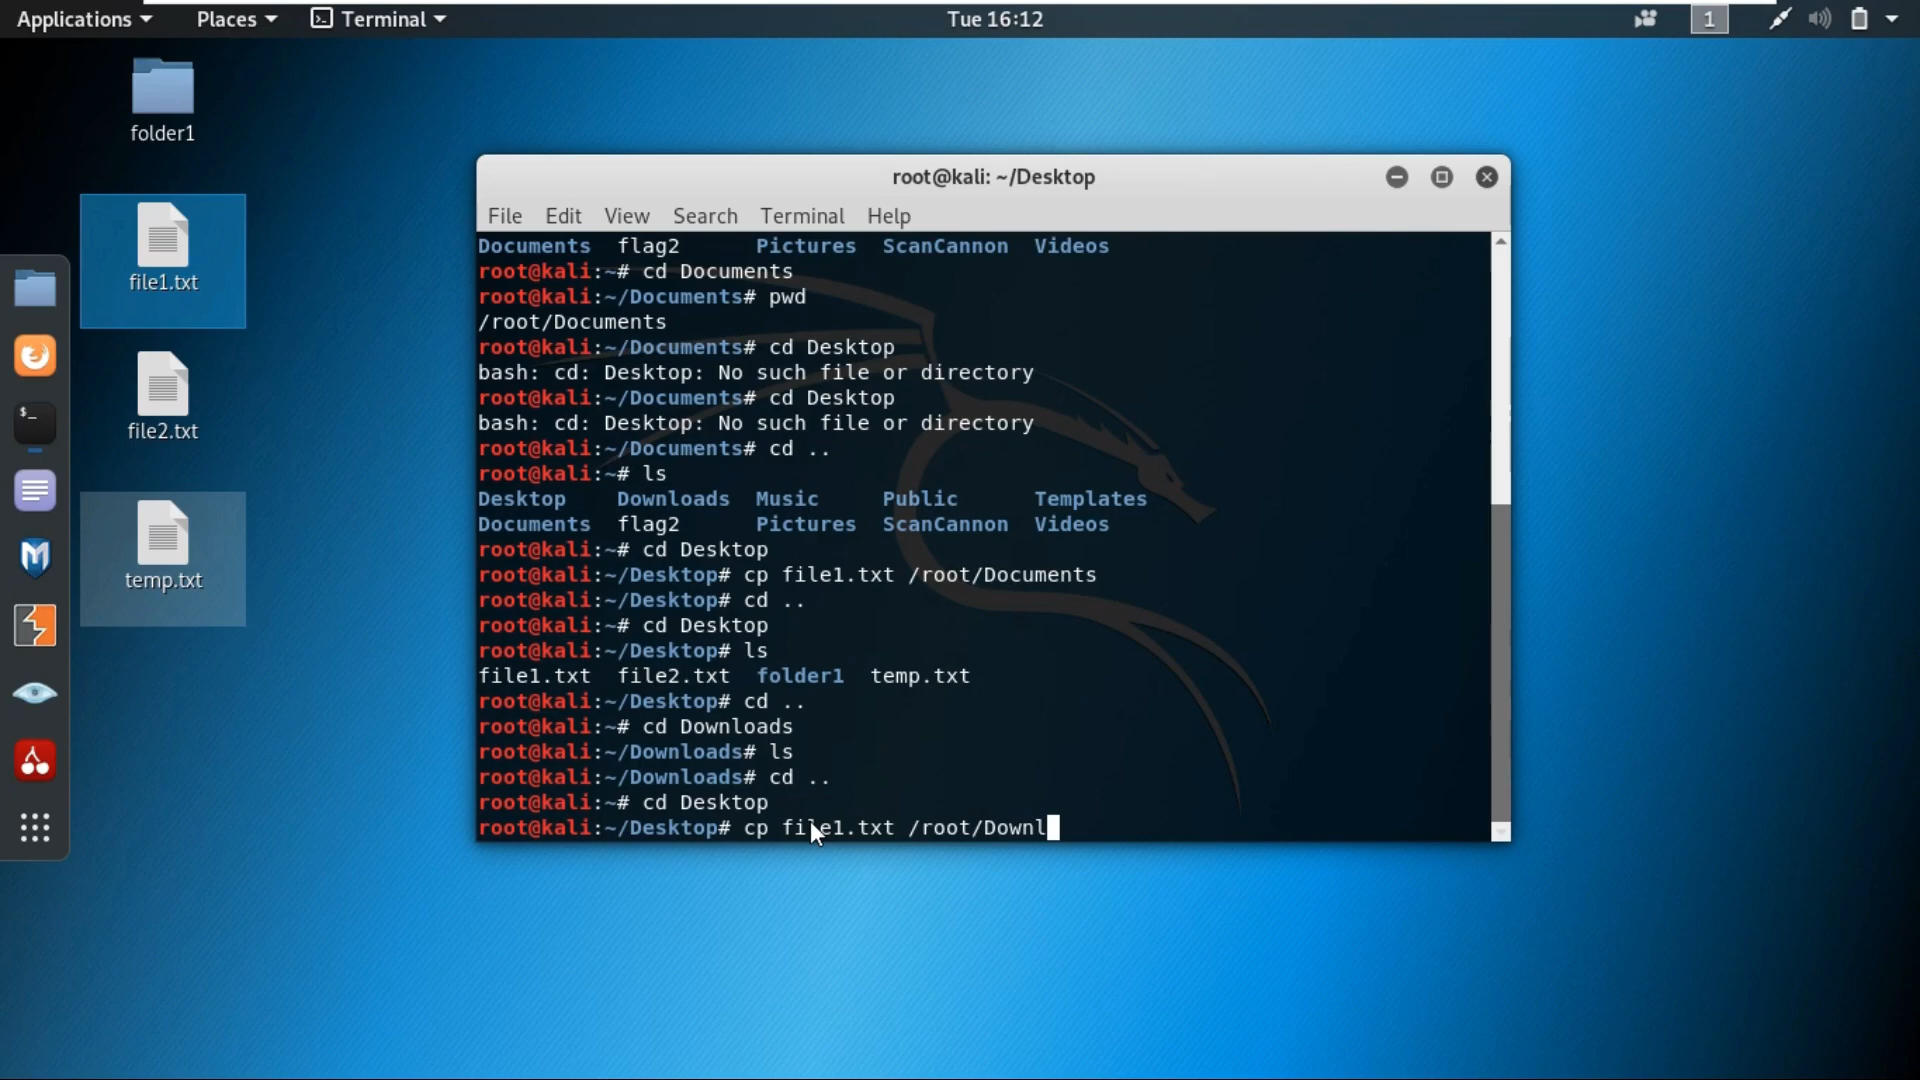 Applications Places Terminal Tue 16:12 1
folder1
file1.txt
file2.txt
temp.txt
$_
root@kali: ~/Desktop
File Edit View Search Terminal Help
Documents flag2 Pictures ScanCannon Videos
root@kali:~# cd Documents
root@kali:~/Documents# pwd
/root/Documents
root@kali:~/Documents# cd Desktop
bash: cd: Desktop: No such file or directory
root@kali:~/Documents# cd Desktop
bash: cd: Desktop: No such file or directory
root@kali:~/Documents# cd ..
root@kali:~# ls
Desktop Downloads Music Public Templates
Documents flag2 Pictures ScanCannon Videos
root@kali:~# cd Desktop
root@kali:~/Desktop# cp file1.txt /root/Documents
root@kali:~/Desktop# cd ..
root@kali:~# cd Desktop
root@kali:~/Desktop# ls
file1.txt file2.txt folder1 temp.txt
root@kali:~/Desktop# cd ..
root@kali:~# cd Downloads
root@kali:~/Downloads# ls
root@kali:~/Downloads# cd ..
root@kali:~# cd Desktop
root@kali:~/Desktop# cp file1.txt /root/Downl